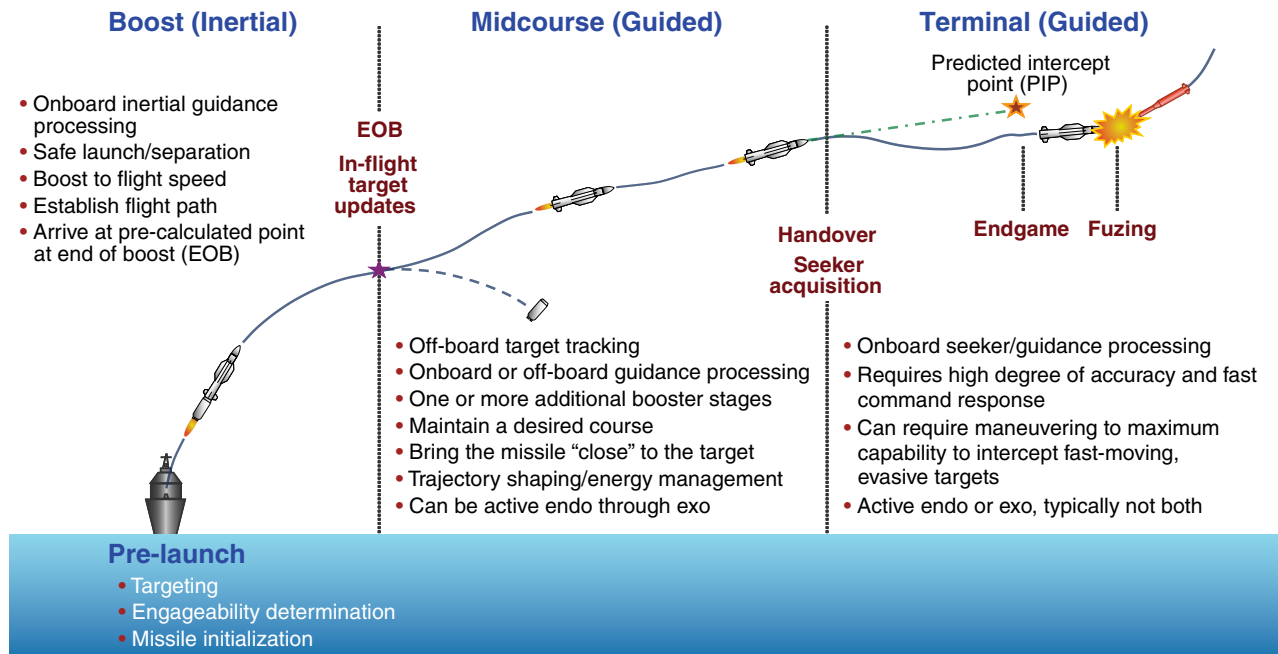 Boost (Inertial)
• Onboard inertial guidance
processing
• Safe launch/separation
• Boost to flight speed
• Establish flight path
• Arrive at pre-calculated point
at end of boost (EOB)
EOB
In-flight
target
updates
Midcourse (Guided)
• Off-board target tracking
• Onboard or off-board guidance processing
• One or more additional booster stages
• Maintain a desired course
• Bring the missile “close” to the target
• Trajectory shaping/energy management
• Can be active endo through exo
Handover
Seeker
acquisition
Terminal (Guided)
Predicted intercept
point (PIP)
Endgame
Fuzing
• Onboard seeker/guidance processing
• Requires high degree of accuracy and fast
command response
• Can require maneuvering to maximum
capability to intercept fast-moving,
evasive targets
• Active endo or exo, typically not both
Pre-launch
• Targeting
• Engageability determination
• Missile initialization